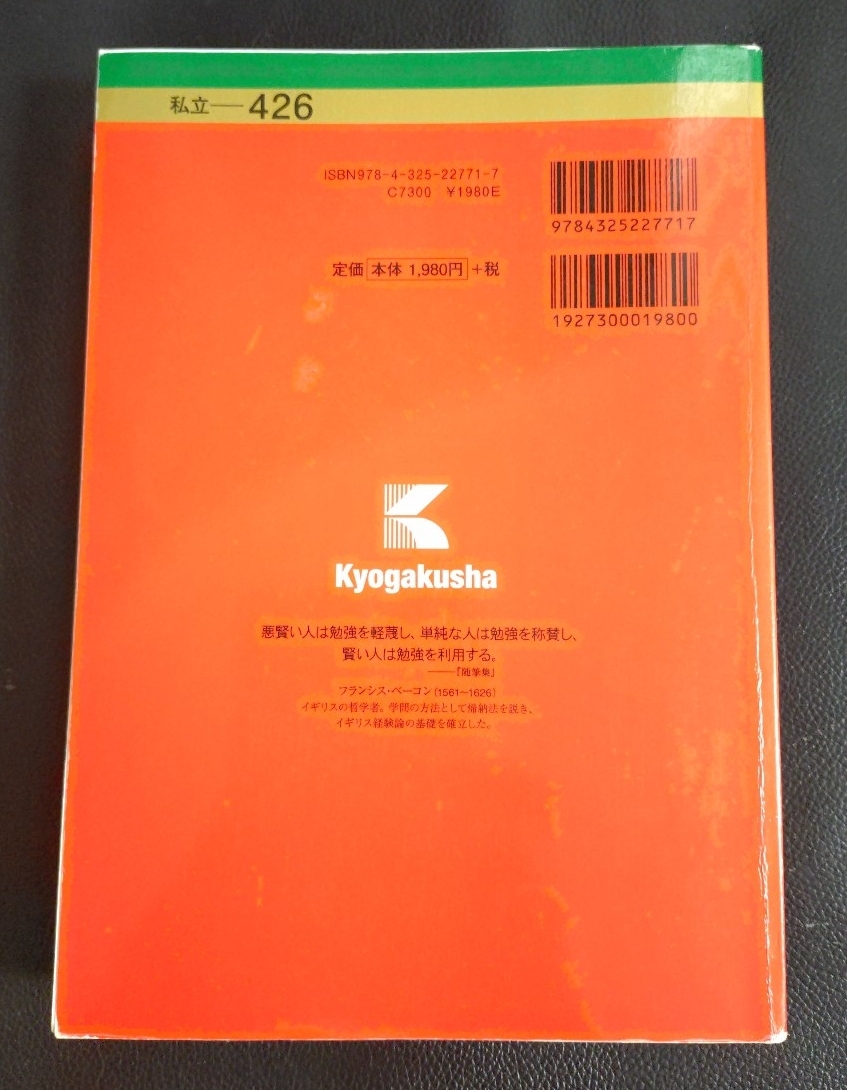 私立―426
ISBN978-4-325-22771-7
C7300 ¥1980E
9784325227717
定価 本体 1,980円 +税
1927300019800
Kyogakusha
悪賢い人は勉強を軽蔑し、単純な人は勉強を称賛し、
賢い人は勉強を利用する。
――『随筆集』
フランシス・ベーコン(1561~1626)
イギリスの哲学者。学問の方法として帰納法を説き、
イギリス経験論の基礎を確立した。